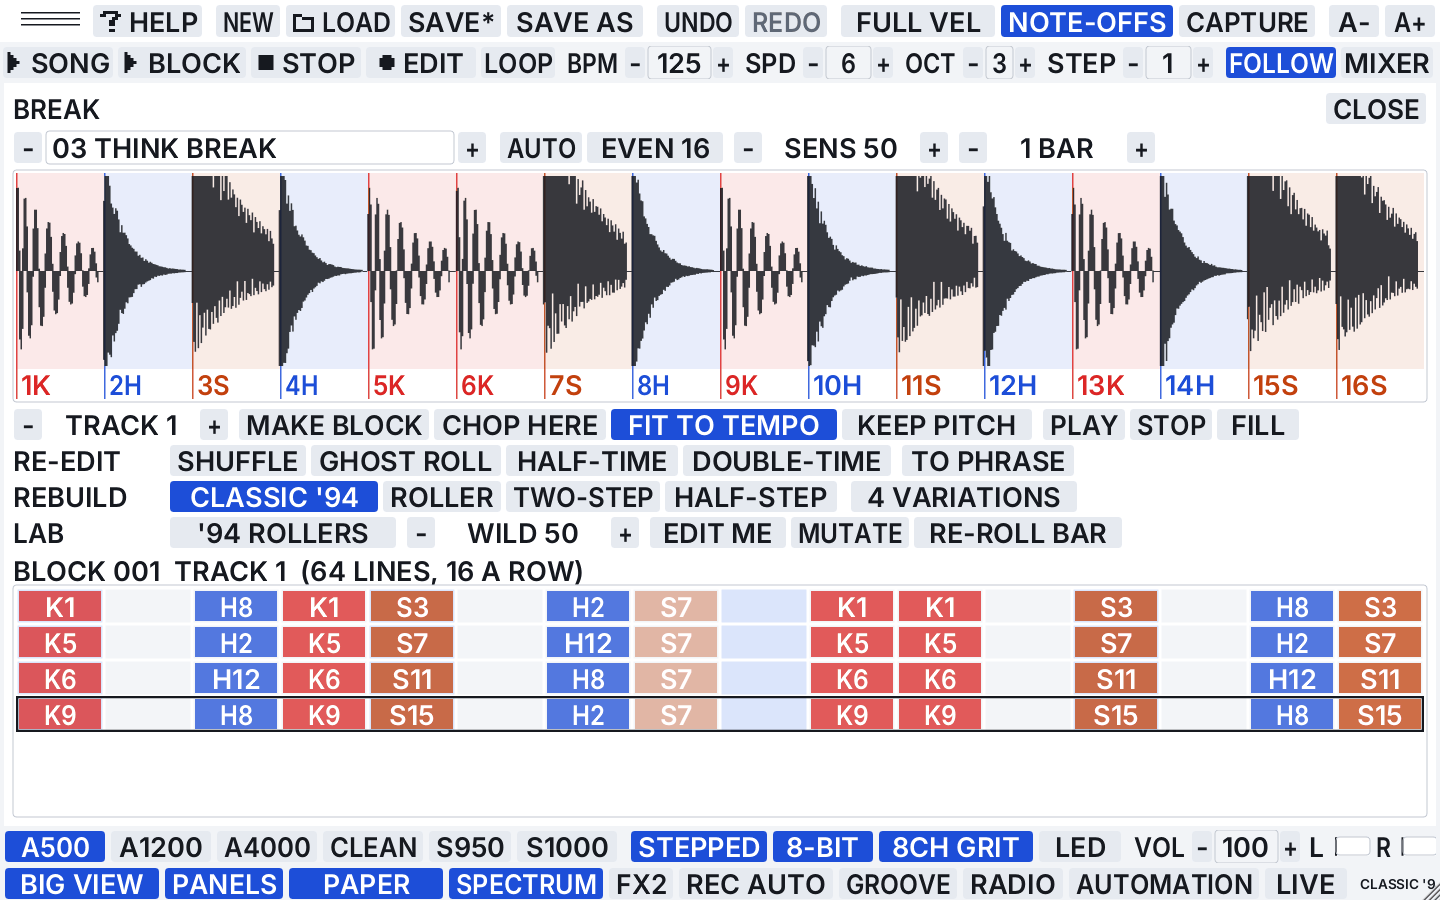 HELP NEW LOAD SAVE* SAVE AS UNDO REDO FULL VEL NOTE-OFFS CAPTURE A- A+
SONG BLOCK STOP EDIT LOOP BPM - 125 + SPD - 6 + OCT - 3 + STEP - 1 + FOLLOW MIXER
BREAK CLOSE
- 03 THINK BREAK + AUTO EVEN 16 - SENS 50 + - 1 BAR +
1K 2H 3S 4H 5K 6K 7S 8H 9K 10H 11S 12H 13K 14H 15S 16S
- TRACK 1 + MAKE BLOCK CHOP HERE FIT TO TEMPO KEEP PITCH PLAY STOP FILL
RE-EDIT SHUFFLE GHOST ROLL HALF-TIME DOUBLE-TIME TO PHRASE
REBUILD CLASSIC '94 ROLLER TWO-STEP HALF-STEP 4 VARIATIONS
LAB '94 ROLLERS - WILD 50 + EDIT ME MUTATE RE-ROLL BAR
BLOCK 001 TRACK 1 (64 LINES, 16 A ROW)
K1 H8 K1 S3 H2 S7 K1 K1 S3 H8 S3
K5 H2 K5 S7 H12 S7 K5 K5 S7 H2 S7
K6 H12 K6 S11 H8 S7 K6 K6 S11 H12 S11
K9 H8 K9 S15 H2 S7 K9 K9 S15 H8 S15
A500 A1200 A4000 CLEAN S950 S1000 STEPPED 8-BIT 8CH GRIT LED VOL - 100 + L R
BIG VIEW PANELS PAPER SPECTRUM FX2 REC AUTO GROOVE RADIO AUTOMATION LIVE CLASSIC '9